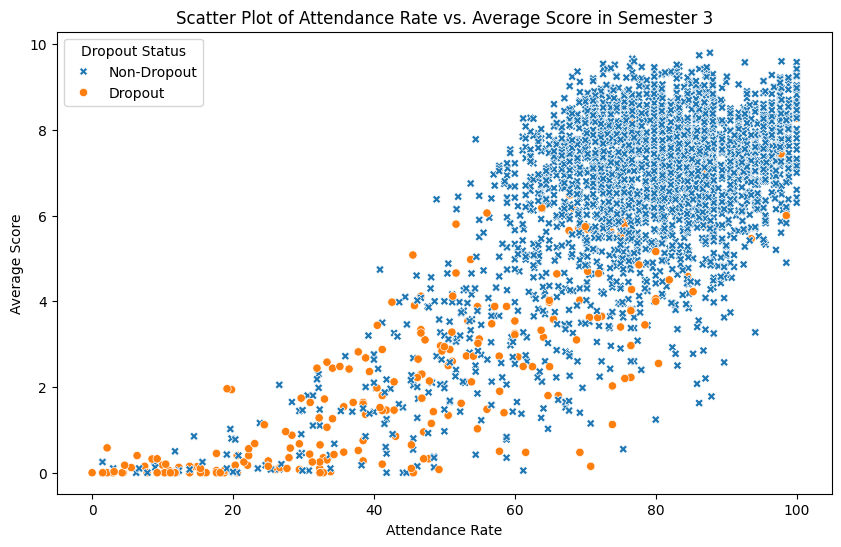 Scatter Plot of Attendance Rate vs. Average Score in Semester 3
Dropout Status
Non-Dropout
Dropout
10
8
6
4
2
0
Average Score
0 20 40 60 80 100
Attendance Rate